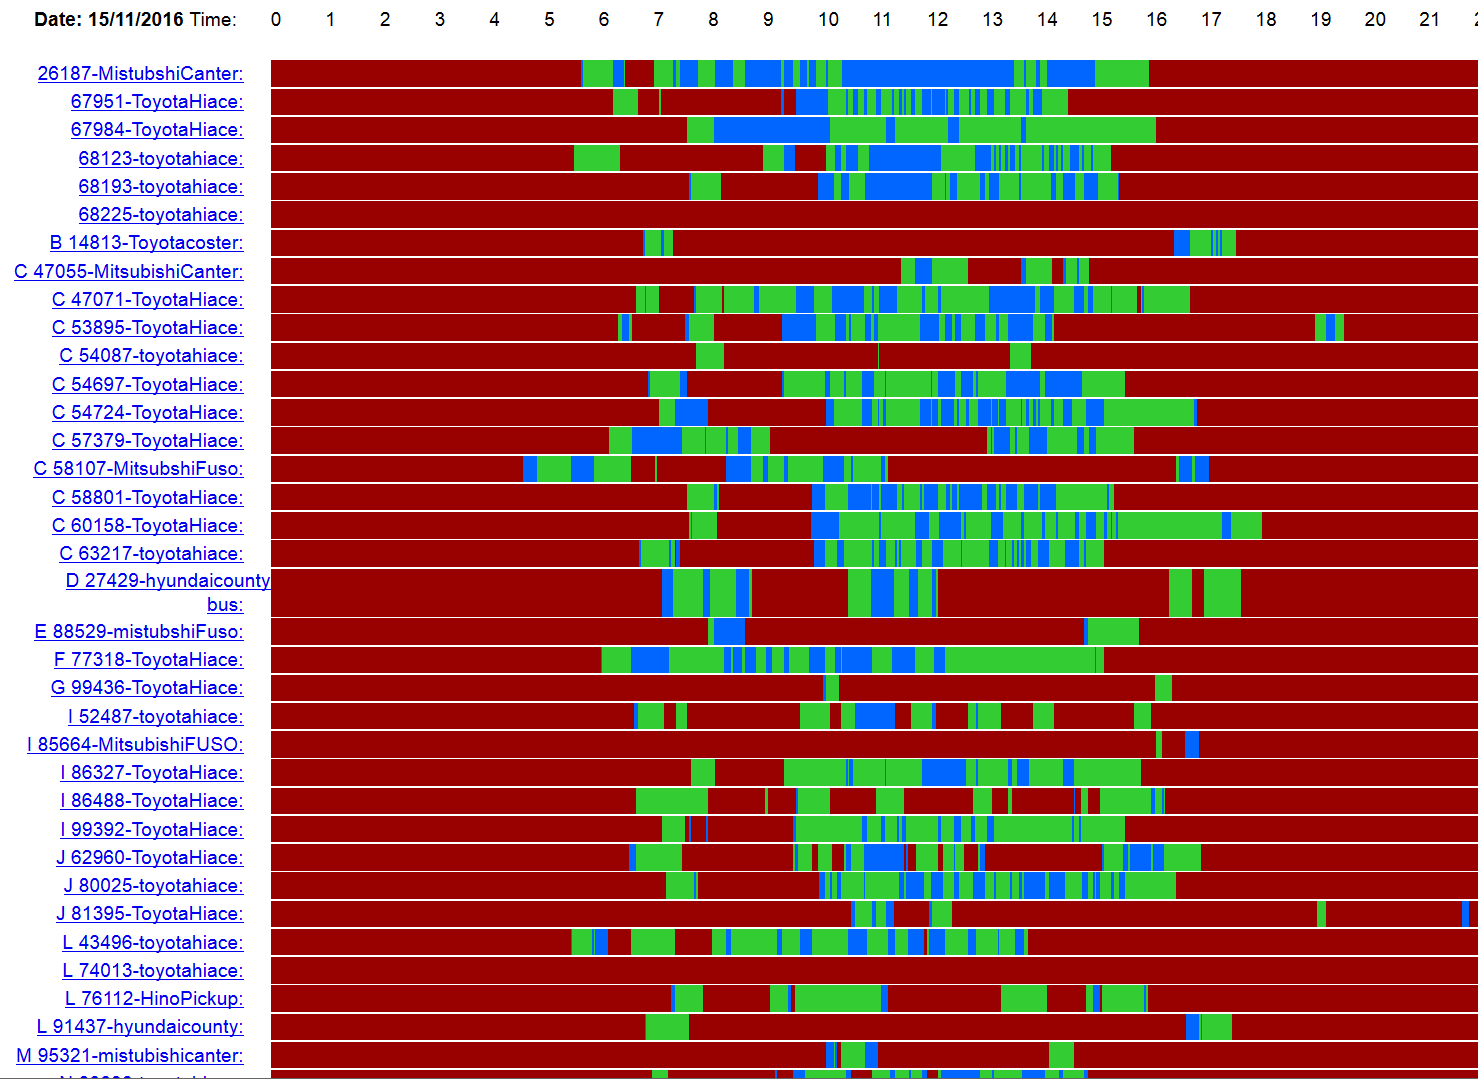 Date: 15/11/2016 Time: 0 1 2 3 4 5 6 7 8 9 10 11 12 13 14 15 16 17 18 19 20 21
26187-MistubshiCanter:
67951-ToyotaHiace:
67984-ToyotaHiace:
68123-toyotahiace:
68193-toyotahiace:
68225-toyotahiace:
B 14813-Toyotacoster:
C 47055-MitsubishiCanter:
C 47071-ToyotaHiace:
C 53895-ToyotaHiace:
C 54087-toyotahiace:
C 54697-ToyotaHiace:
C 54724-ToyotaHiace:
C 57379-ToyotaHiace:
C 58107-MitsubshiFuso:
C 58801-ToyotaHiace:
C 60158-ToyotaHiace:
C 63217-toyotahiace:
D 27429-hyundaicounty
bus:
E 88529-mistubshiFuso:
F 77318-ToyotaHiace:
G 99436-ToyotaHiace:
I 52487-toyotahiace:
I 85664-MitsubishiFUSO:
I 86327-ToyotaHiace:
I 86488-ToyotaHiace:
I 99392-ToyotaHiace:
J 62960-ToyotaHiace:
J 80025-toyotahiace:
J 81395-ToyotaHiace:
L 43496-toyotahiace:
L 74013-toyotahiace:
L 76112-HinoPickup:
L 91437-hyundaicounty:
M 95321-mistubishicanter: